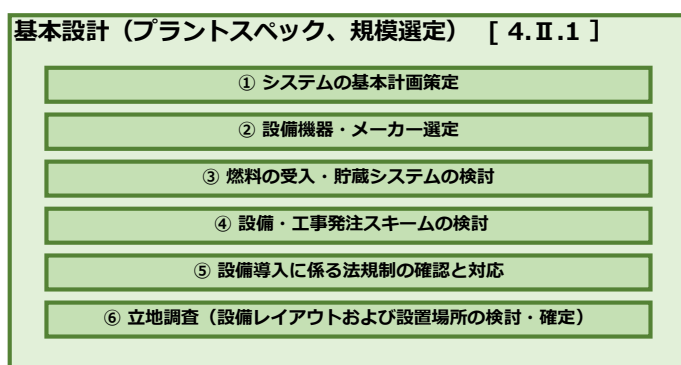 基本設計（プラントスペック、規模選定） [ 4.Ⅱ.1 ]
① システムの基本計画策定
② 設備機器・メーカー選定
③ 燃料の受入・貯蔵システムの検討
④ 設備・工事発注スキームの検討
⑤ 設備導入に係る法規制の確認と対応
⑥ 立地調査（設備レイアウトおよび設置場所の検討・確定）